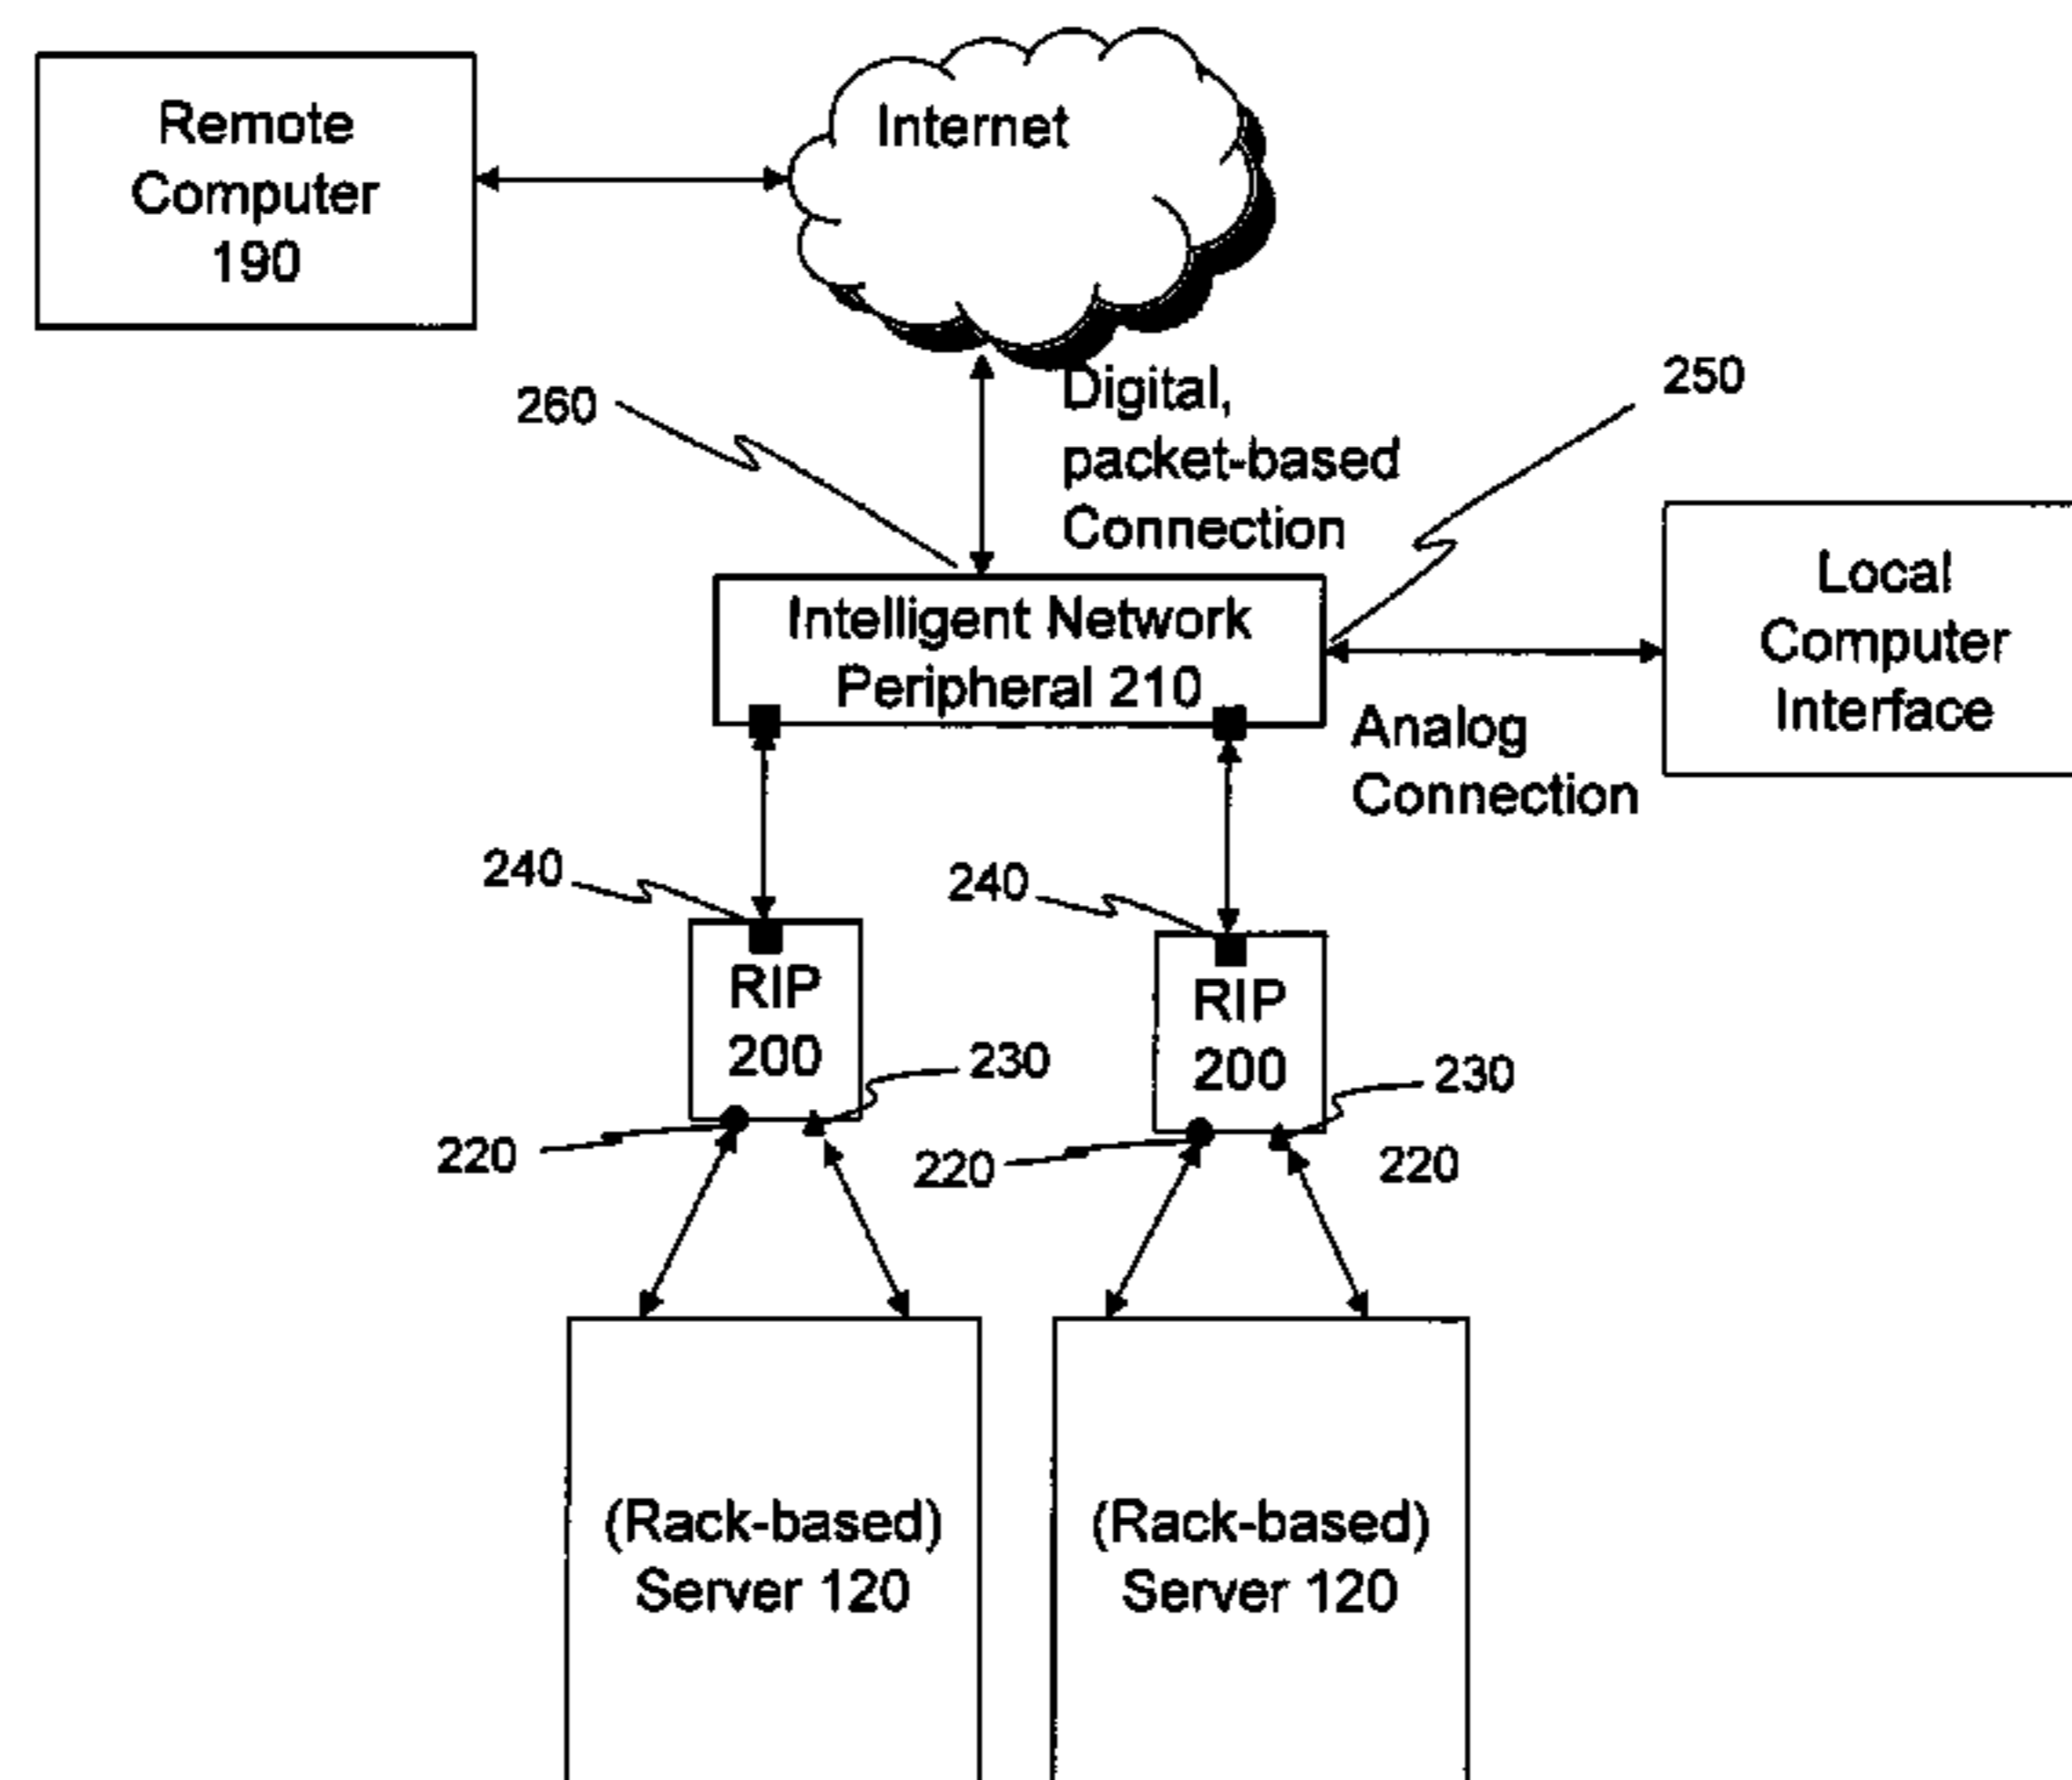 Remote
Computer
190
Internet
260
Digital,
packet-based
Connection
250
Intelligent Network
Peripheral 210
Local
Computer
Interface
Analog
Connection
240
240
RIP
200
RIP
200
230
230
220
220
220
(Rack-based)
Server 120
(Rack-based)
Server 120